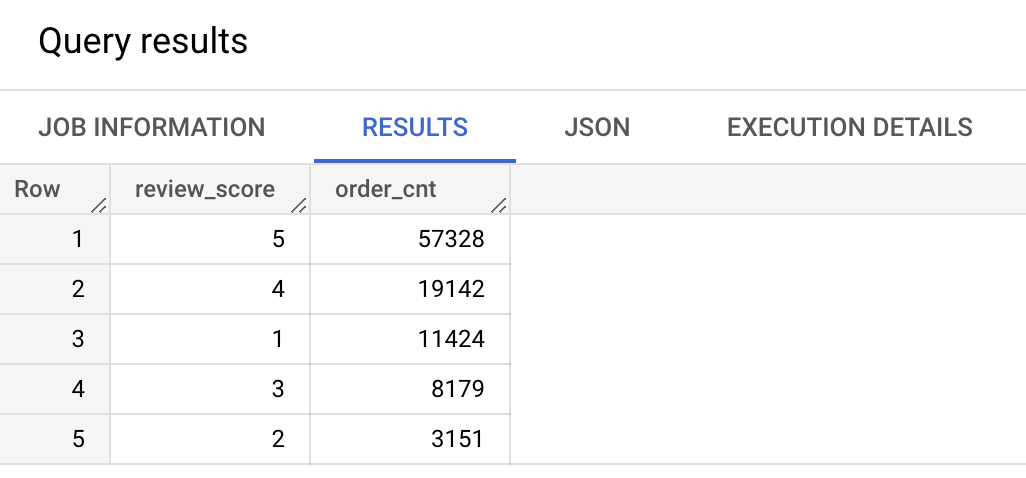 Query results
JOB INFORMATION RESULTS JSON EXECUTION DETAILS
Row review_score order_cnt
1 5 57328
2 4 19142
3 1 11424
4 3 8179
5 2 3151